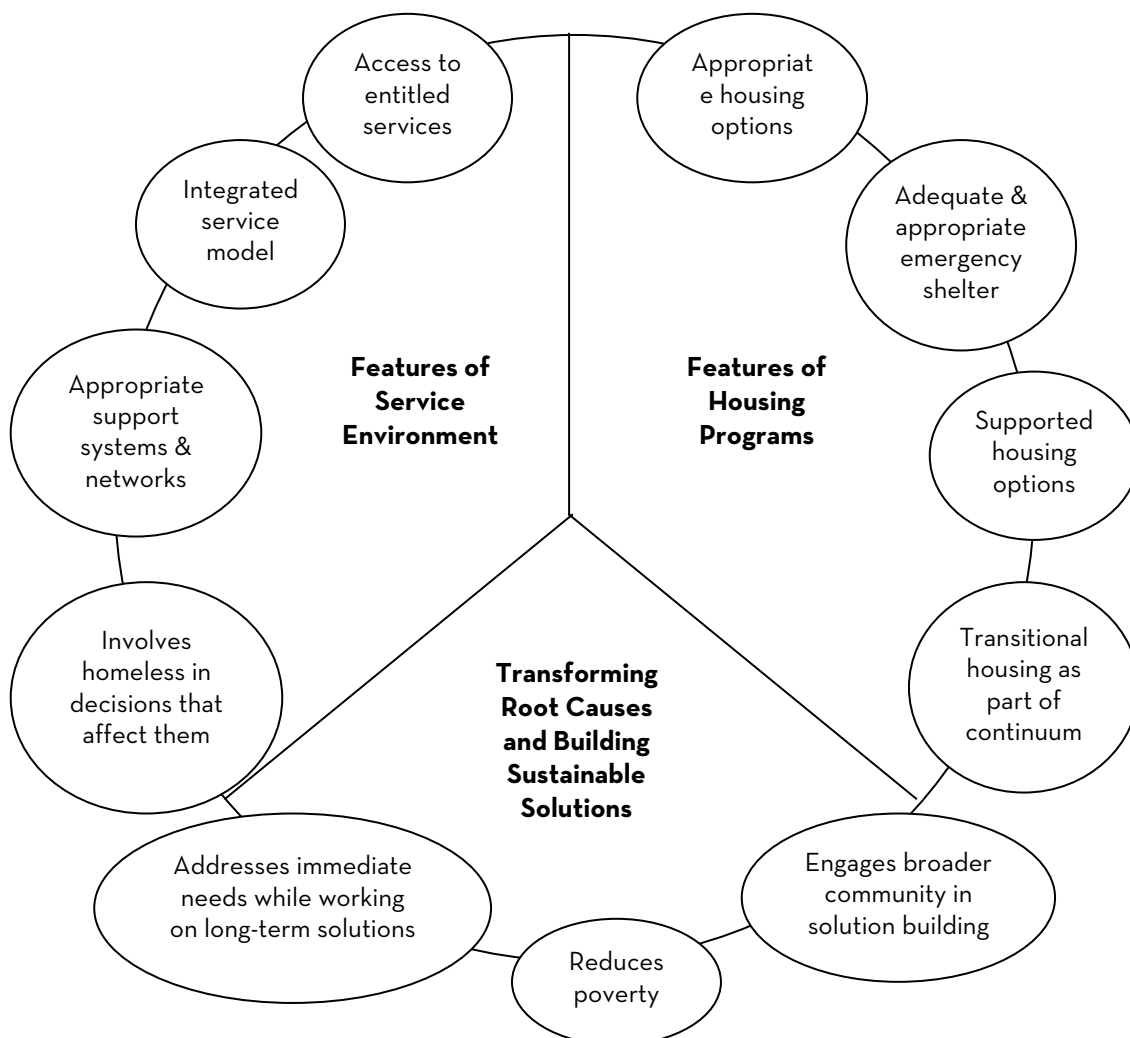 Access to
entitled
services
Appropriat
e housing
options
Integrated
service
model
Adequate &
appropriate
emergency
shelter
Features of
Service
Environment
Features of
Housing
Programs
Appropriate
support
systems &
networks
Supported
housing
options
Involves
homeless in
decisions that
affect them
Transitional
housing as
part of
continuum
Transforming
Root Causes
and Building
Sustainable
Solutions
Addresses immediate
needs while working
on long-term solutions
Engages broader
community in
solution building
Reduces
poverty